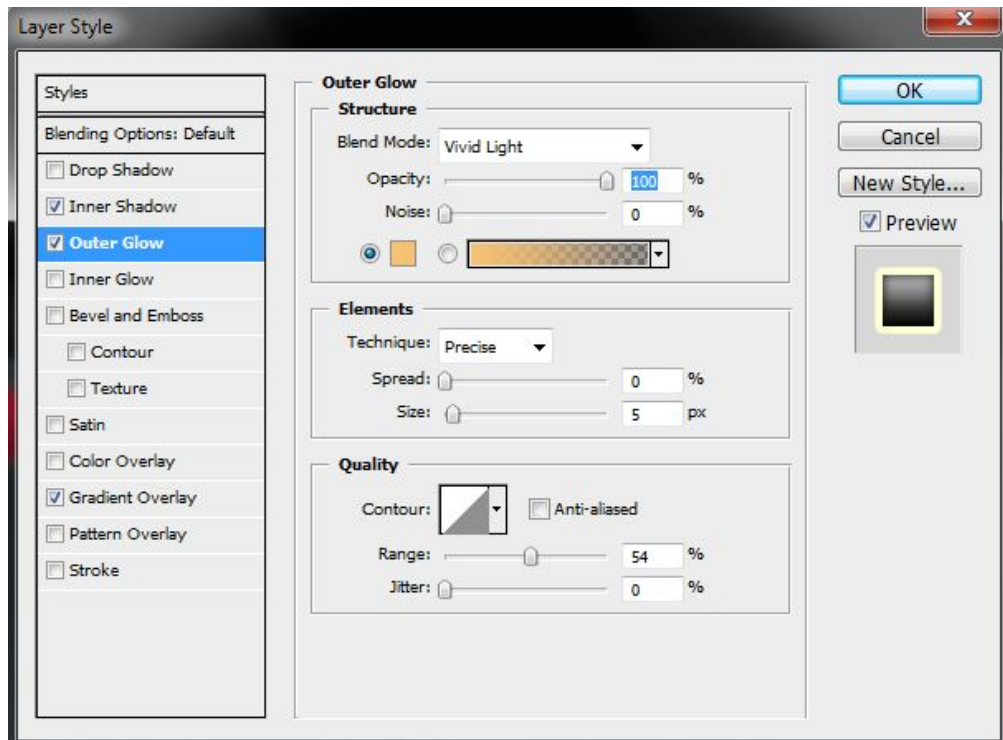 Layer Style
Styles
Blending Options: Default
Drop Shadow
Inner Shadow
Outer Glow
Inner Glow
Bevel and Emboss
Contour
Texture
Satin
Color Overlay
Gradient Overlay
Pattern Overlay
Stroke
Outer Glow
Structure
Blend Mode: Vivid Light
Opacity: 100 %
Noise: 0 %
Elements
Technique: Precise
Spread: 0 %
Size: 5 px
Quality
Contour: Anti-aliased
Range: 54 %
Jitter: 0 %
OK
Cancel
New Style...
Preview